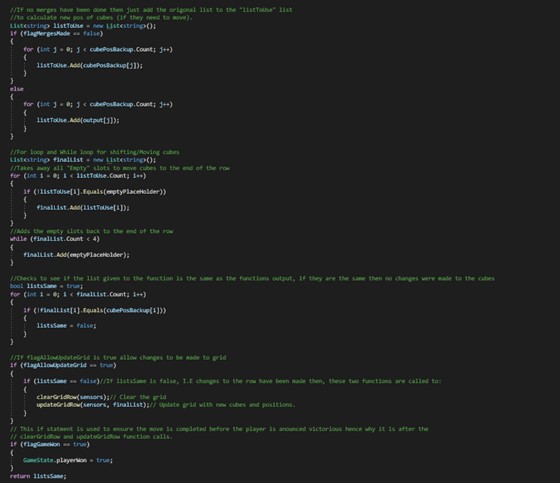 //If no merges have been done then just add the origonal list to the "listToUse" list
//to calculate new pos of cubes (if they need to move).
List<string> listToUse = new List<string>();
if (flagMergesMade == false)
{
for (int j = 0; j < cubePosBackup.Count; j++)
{
listToUse.Add(cubePosBackup[j]);
}
}
else
{
for (int j = 0; j < cubePosBackup.Count; j++)
{
listToUse.Add(output[j]);
}
}
//For loop and While loop for shifting/Moving cubes
List<string> finalList = new List<string>();
//Takes away all "Empty" slots to move cubes to the end of the row
for (int i = 0; i < listToUse.Count; i++)
{
if (!listToUse[i].Equals(emptyPlaceHolder))
{
finalList.Add(listToUse[i]);
}
}
//Adds the empty slots back to the end of the row
while (finalList.Count < 4)
{
finalList.Add(emptyPlaceHolder);
}
//Checks to see if the list given to the function is the same as the functions output, if they are the same then no changes were made to the cubes
bool listsSame = true;
for (int i = 0; i < finalList.Count; i++)
{
if (!finalList[i].Equals(cubePosBackup[i]))
{
listsSame = false;
}
}
//If flagAllowUpdateGrid is true allow changes to be made to grid
if (flagAllowUpdateGrid == true)
{
if (listsSame == false)//If listsSame is false, I.E changes to the row have been made then, these two functions are called to:
{
clearGridRow(sensors);// Clear the grid
updateGridRow(sensors, finalList);// Update grid with new cubes and positions.
}
}
// This if statment is used to ensure the move is completed before the player is anounced victorious hence why it is after the
// clearGridRow and updateGridRow function calls.
if (flagGameWon == true)
{
GameState.playerWon = true;
}
return listsSame;